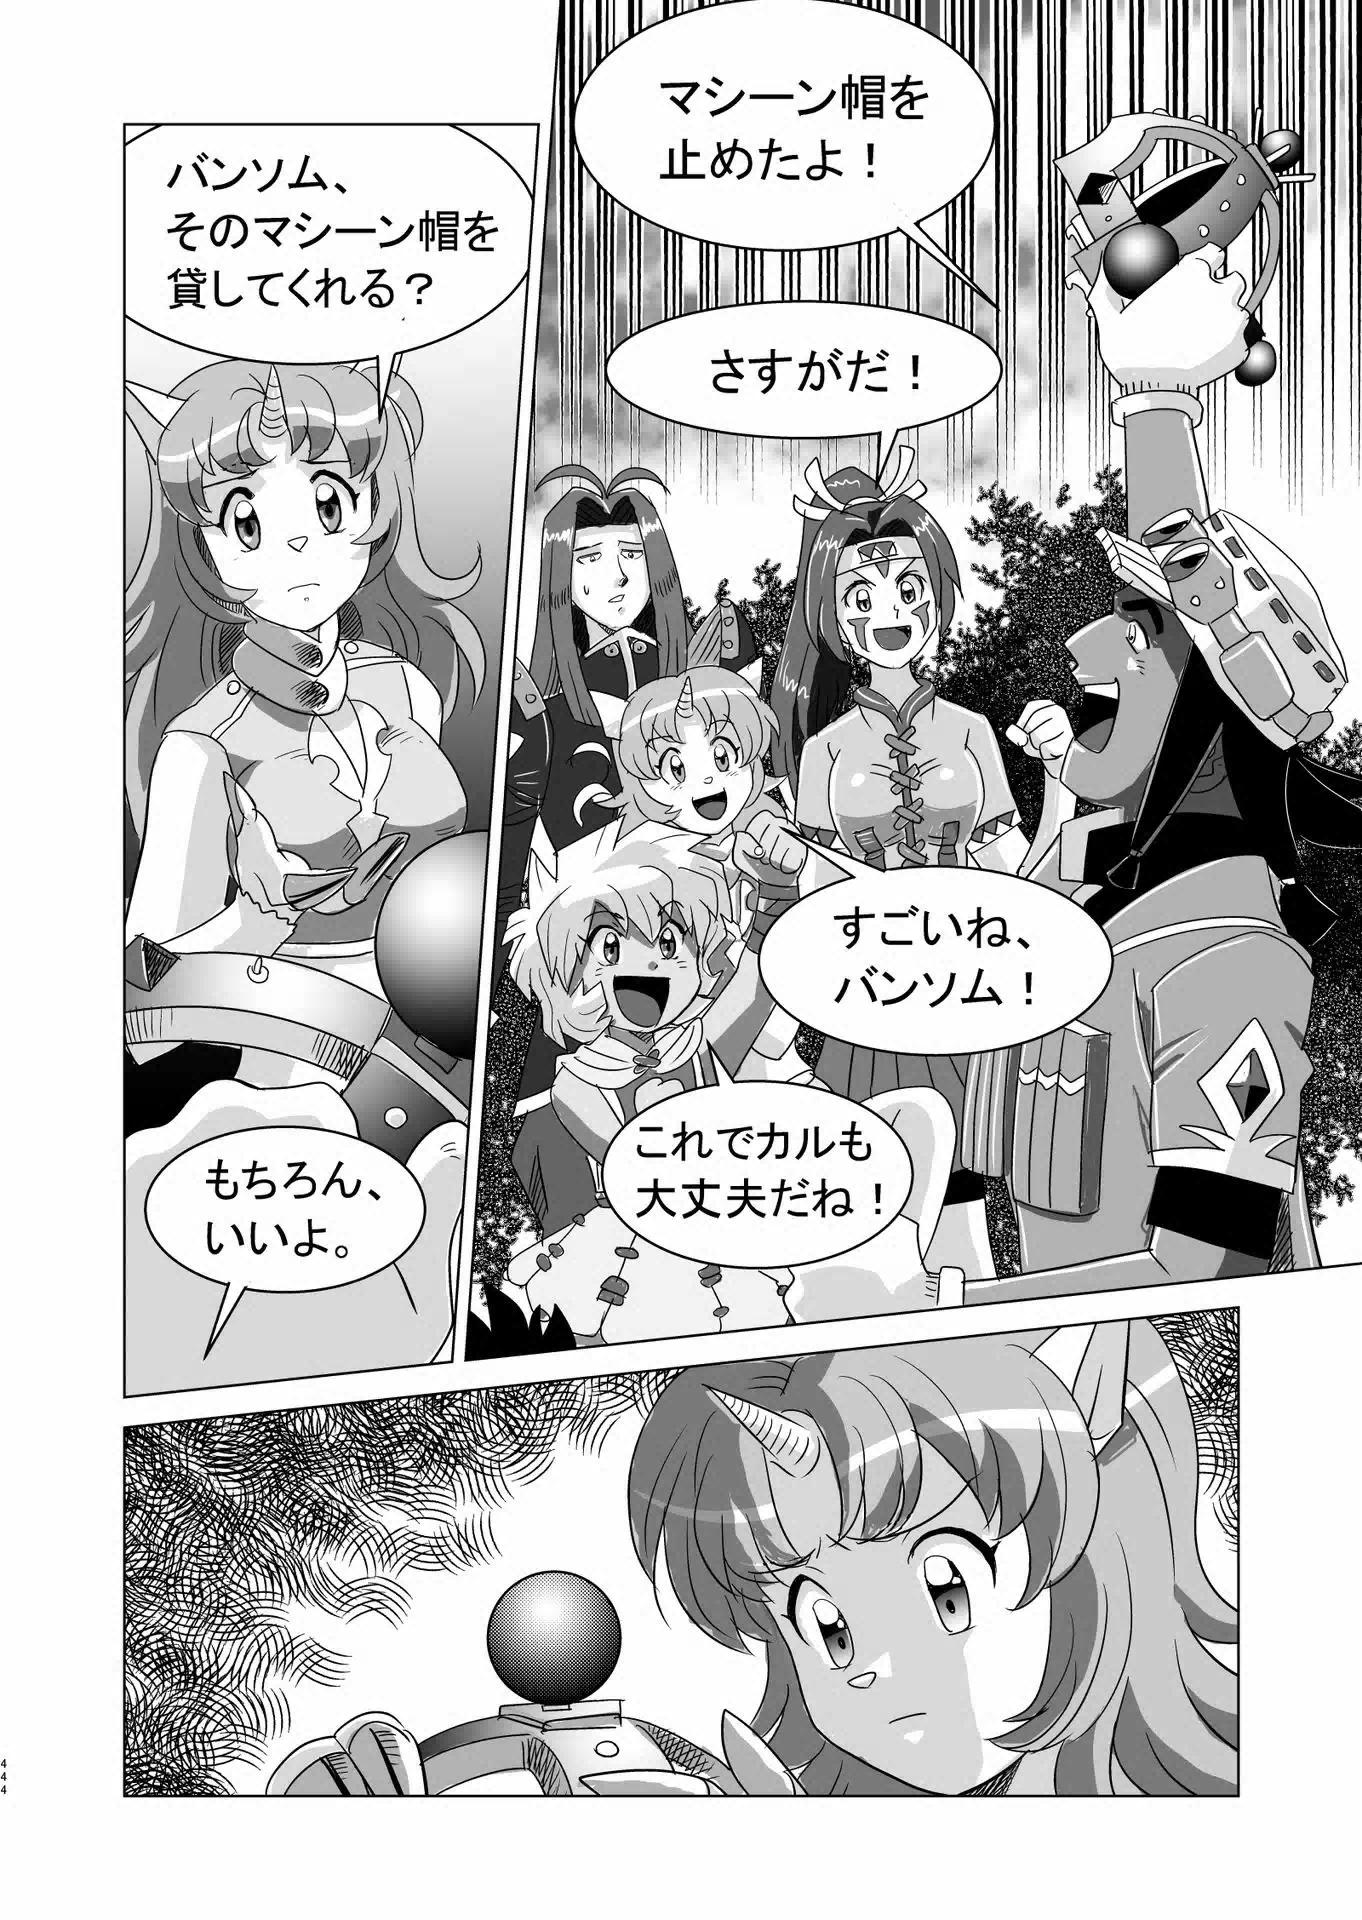 マシーン帽を
止めたよ！
さすがだ！
すごいね、
バンソム！
これでカルも
大丈夫だね！
バンソム、
そのマシーン帽を
貸してくれる？
もちろん、
いいよ。
444